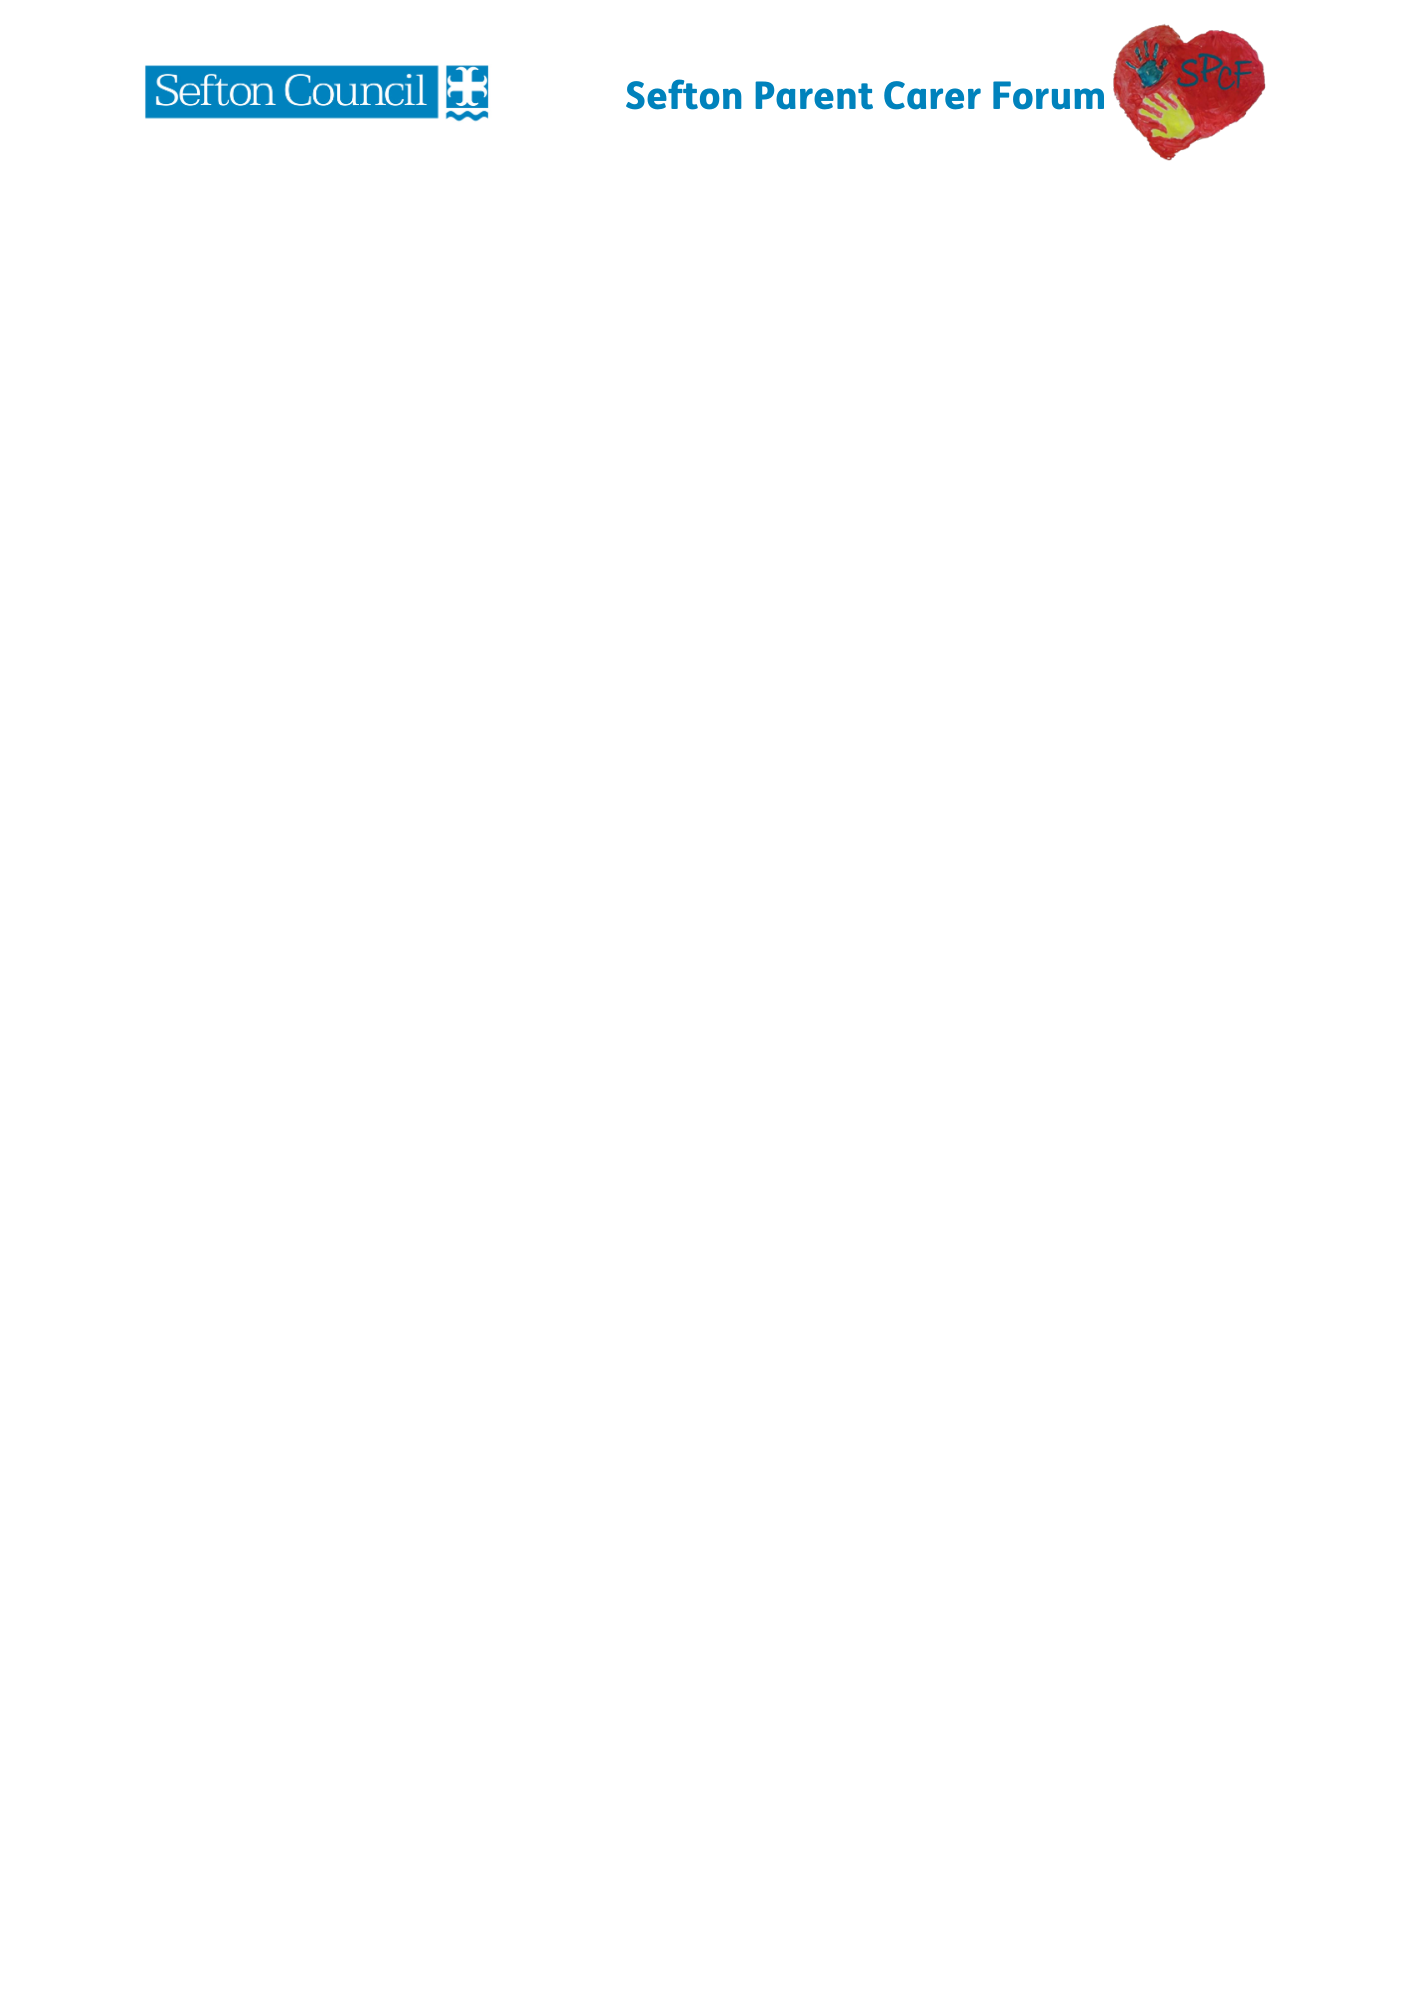 Sefton Council
Sefton Parent Carer Forum
SPCF